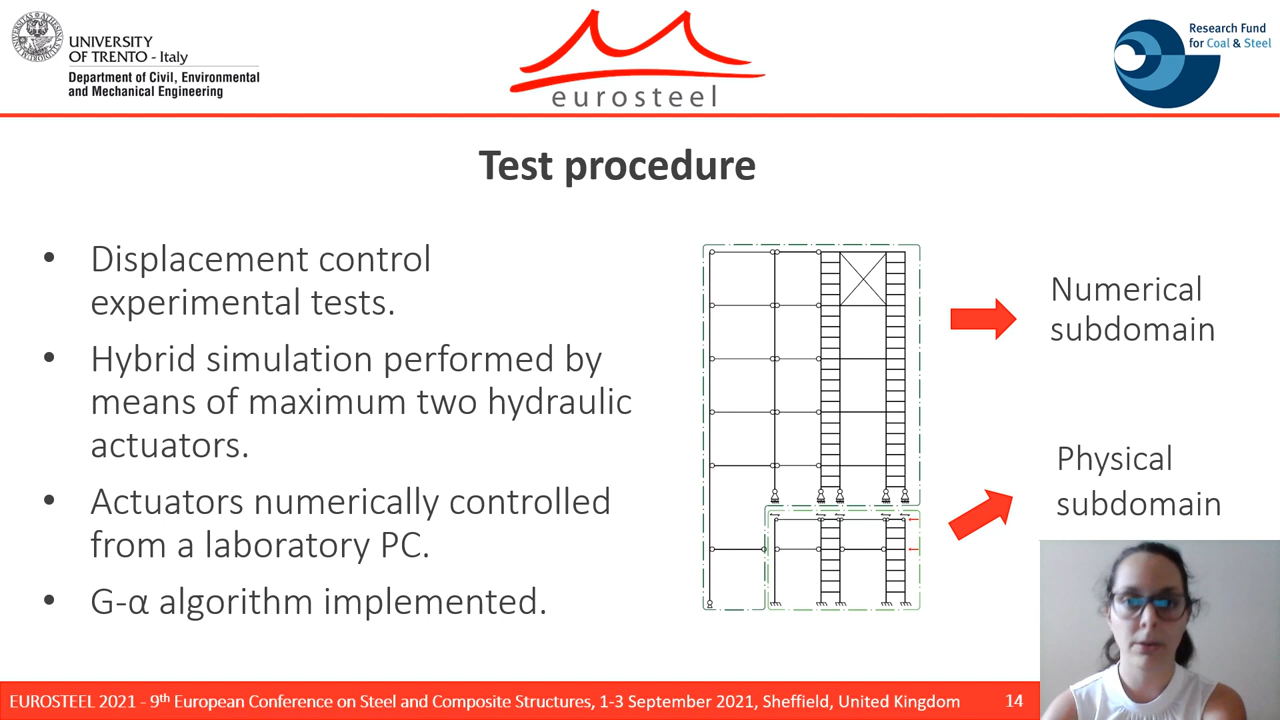 UNIVERSITY
OF TRENTO - Italy
Department of Civil, Environmental
and Mechanical Engineering
eurosteel
Research Fund
for Coal & Steel
Test procedure
• Displacement control
experimental tests.
• Hybrid simulation performed by
means of maximum two hydraulic
actuators.
• Actuators numerically controlled
from a laboratory PC.
• G-α algorithm implemented.
Numerical
subdomain
Physical
subdomain
EUROSTEEL 2021 - 9th European Conference on Steel and Composite Structures, 1-3 September 2021, Sheffield, United Kingdom 14